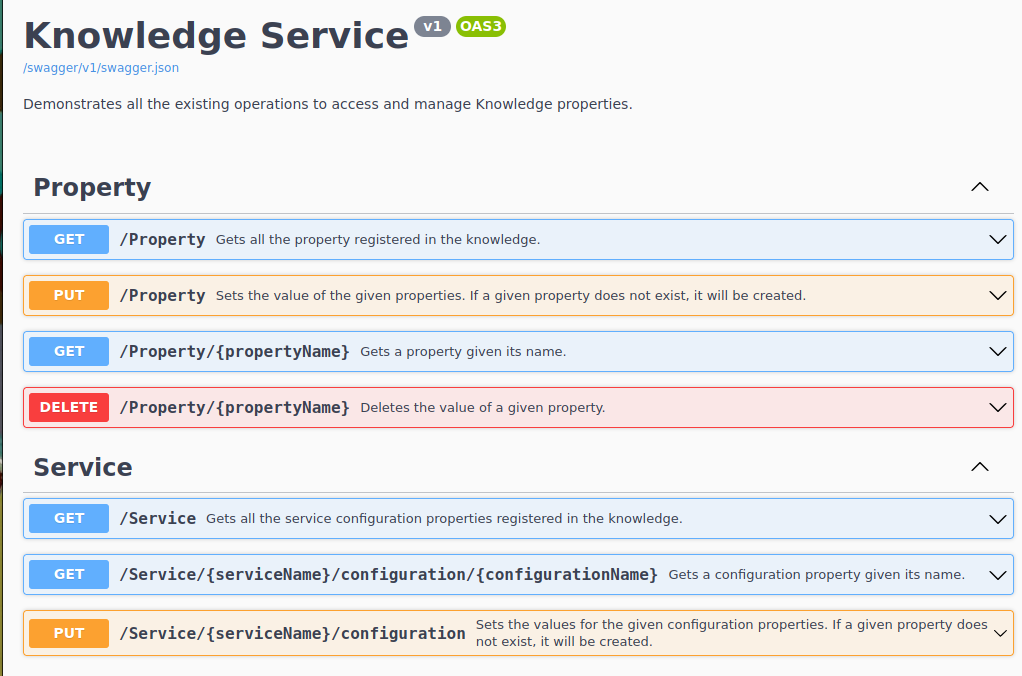 Knowledge Service v1 OAS3
/swagger/v1/swagger.json
Demonstrates all the existing operations to access and manage Knowledge properties.
Property
GET /Property Gets all the property registered in the knowledge.
PUT /Property Sets the value of the given properties. If a given property does not exist, it will be created.
GET /Property/{propertyName} Gets a property given its name.
DELETE /Property/{propertyName} Deletes the value of a given property.
Service
GET /Service Gets all the service configuration properties registered in the knowledge.
GET /Service/{serviceName}/configuration/{configurationName} Gets a configuration property given its name.
PUT /Service/{serviceName}/configuration Sets the values for the given configuration properties. If a given property does
not exist, it will be created.